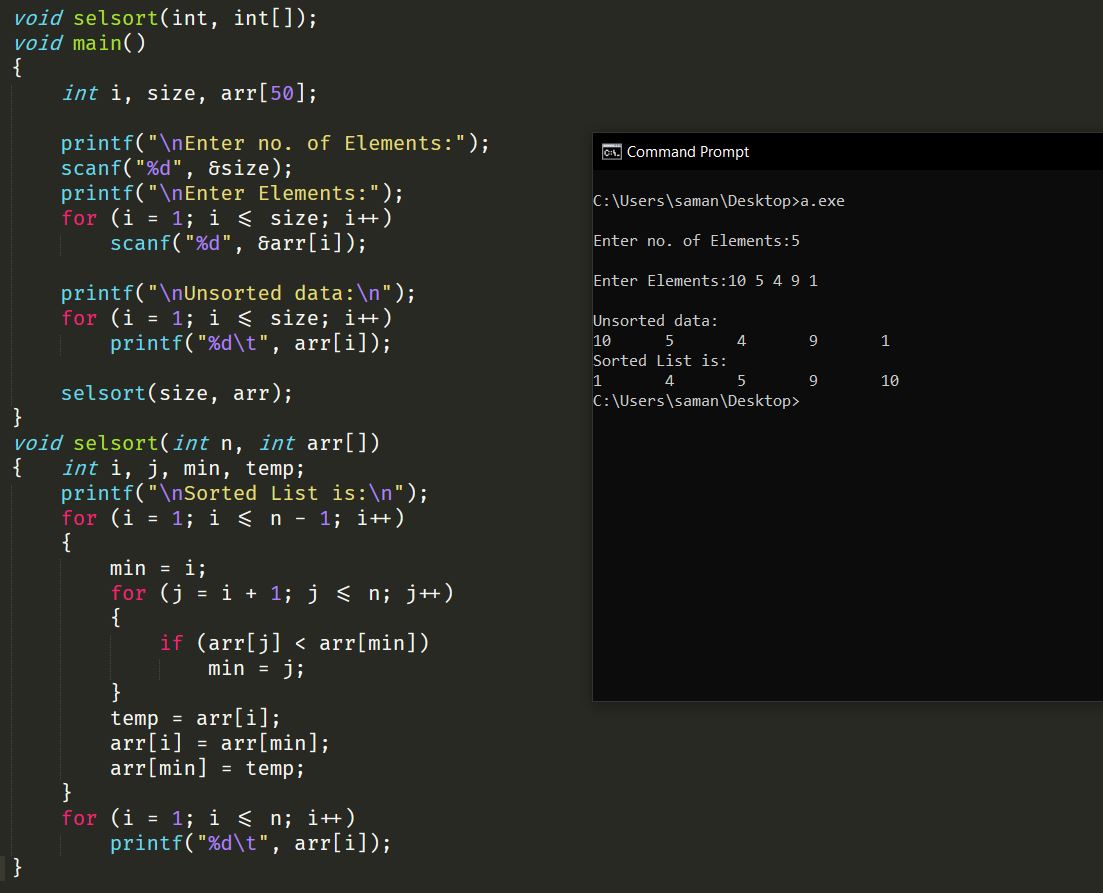 void selsort(int, int[]);
void main()
{
    int i, size, arr[50];

    printf("\nEnter no. of Elements:");
    scanf("%d", &size);
    printf("\nEnter Elements:");
    for (i = 1; i <= size; i++)
        scanf("%d", &arr[i]);

    printf("\nUnsorted data:\n");
    for (i = 1; i <= size; i++)
        printf("%d\t", arr[i]);

    selsort(size, arr);
}
void selsort(int n, int arr[])
{   int i, j, min, temp;
    printf("\nSorted List is:\n");
    for (i = 1; i <= n - 1; i++)
    {
        min = i;
        for (j = i + 1; j <= n; j++)
        {
            if (arr[j] < arr[min])
                min = j;
        }
        temp = arr[i];
        arr[i] = arr[min];
        arr[min] = temp;
    }
    for (i = 1; i <= n; i++)
        printf("%d\t", arr[i]);
}
C:\. Command Prompt
C:\Users\saman\Desktop>a.exe
Enter no. of Elements:5
Enter Elements:10 5 4 9 1
Unsorted data:
10      5       4       9       1
Sorted List is:
1       4       5       9       10
C:\Users\saman\Desktop>